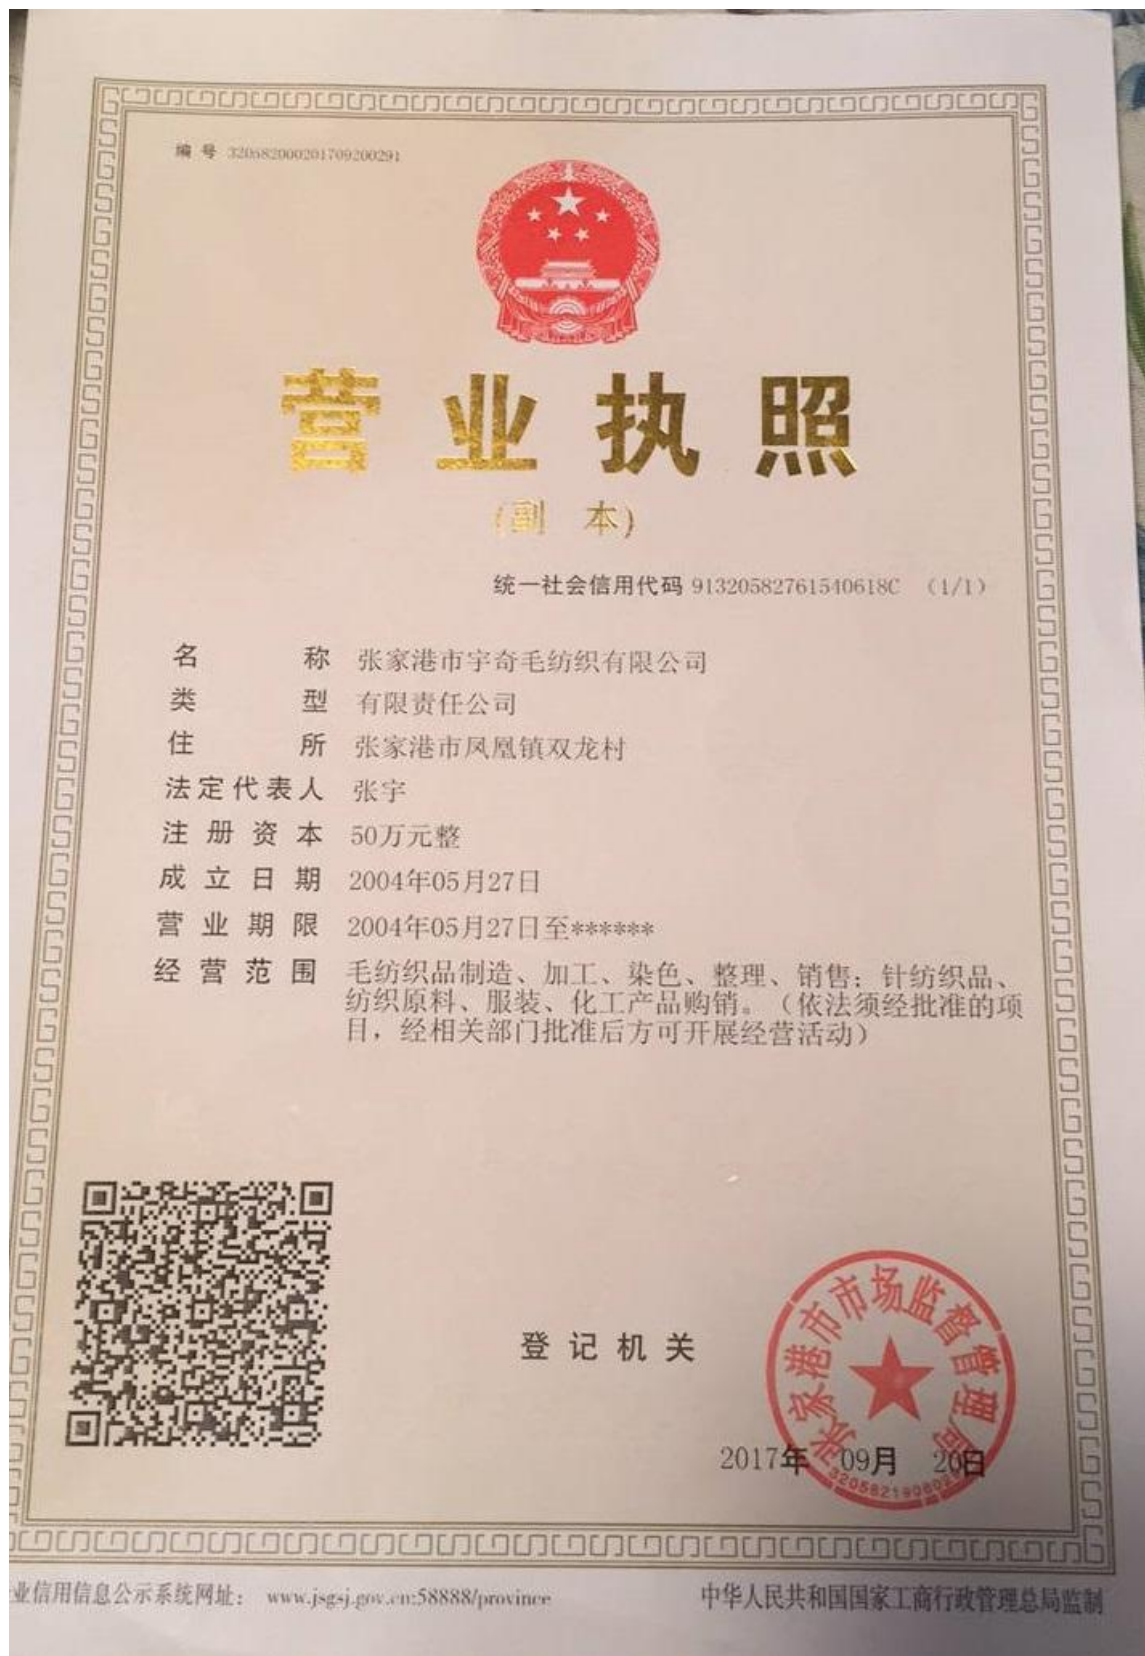 编 号 320582000201709200291
营业执照
(副 本)
统一社会信用代码 91320582761540618C (1/1)
名 称 张家港市宇奇毛纺织有限公司
类 型 有限责任公司
住 所 张家港市凤凰镇双龙村
法定代表人 张宇
注册资本 50万元整
成立日期 2004年05月27日
营业期限 2004年05月27日至******
经营范围 毛纺织品制造、加工、染色、整理、销售；针纺织品、
纺织原料、服装、化工产品购销。（依法须经批准的项
目，经相关部门批准后方可开展经营活动）
登记机关
张家港市市场监督管理局
2017年 09月 20日
业信用信息公示系统网址： www.jsgsj.gov.cn:58888/province
中华人民共和国国家工商行政管理总局监制